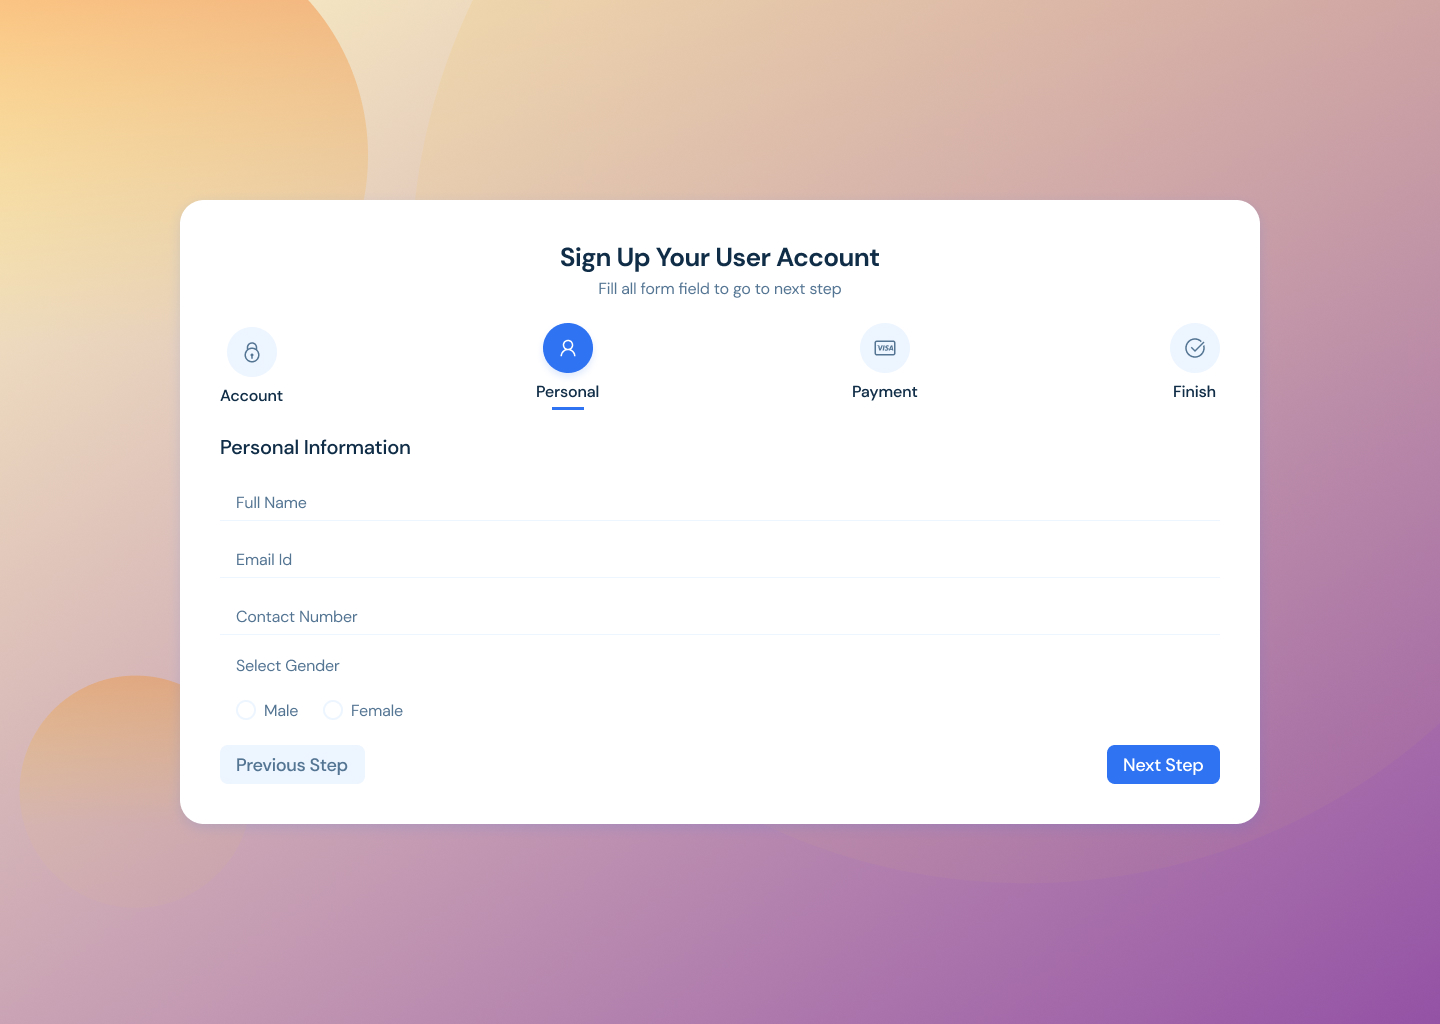 Sign Up Your User Account
Fill all form field to go to next step
VISA
Account
Personal
Payment
Finish
Personal Information
Full Name
Email Id
Contact Number
Select Gender
Male
Female
Previous Step
Next Step